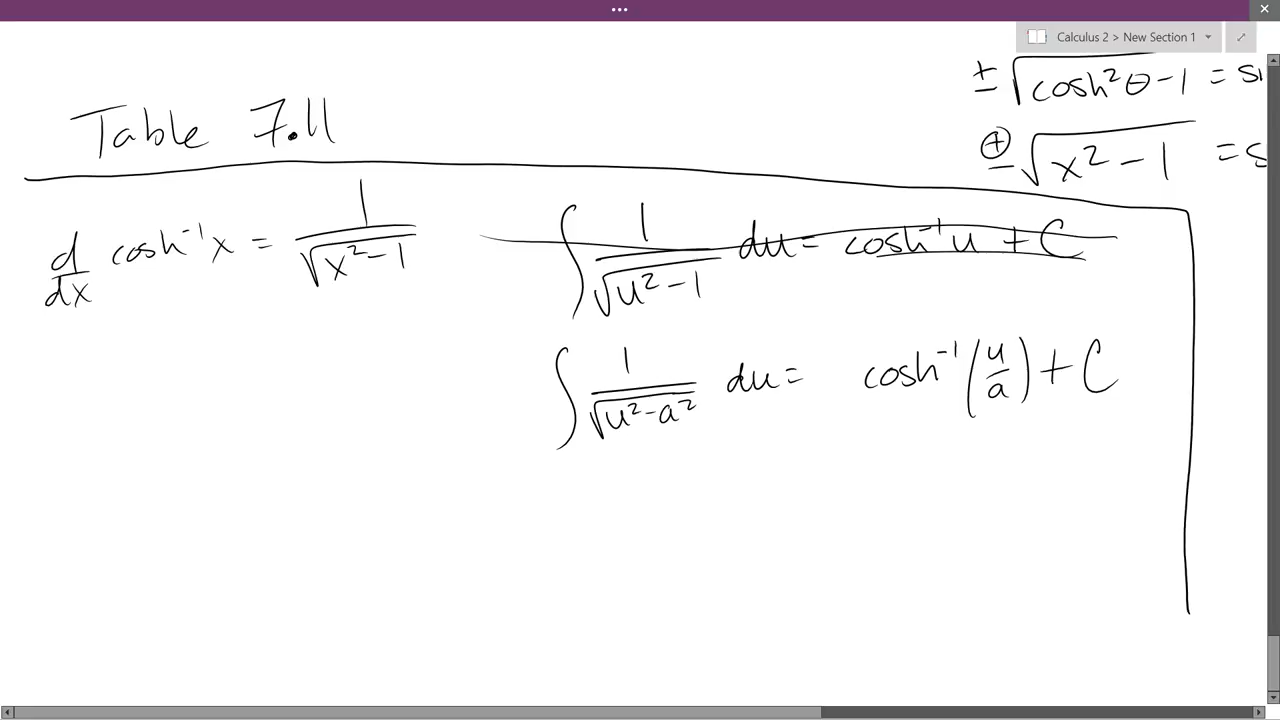 Calculus 2 > New Section 1
± √(cosh²θ - 1) =
Table 7.11
± √(x² - 1) =
d/dx cosh⁻¹x = 1/√(x² - 1)
∫ 1/√(u² - 1) du = cosh⁻¹u + C
∫ 1/√(u² - a²) du = cosh⁻¹(u/a) + C